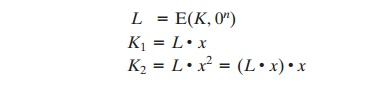 L = E(K, 0ⁿ)
K₁ = L • x
K₂ = L • x² = (L • x) • x